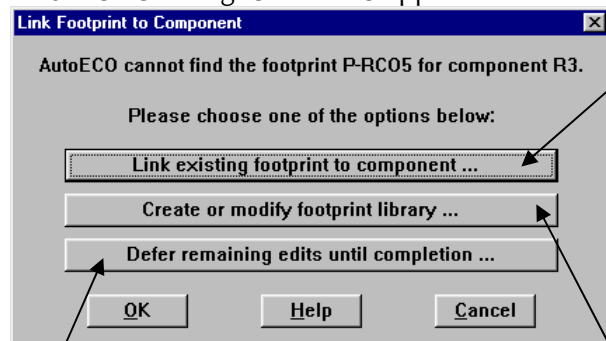 Link Footprint to Component
AutoECO cannot find the footprint P-RCO5 for component R3.
Please choose one of the options below:
Link existing footprint to component ...
Create or modify footprint library ...
Defer remaining edits until completion ...
OK Help Cancel